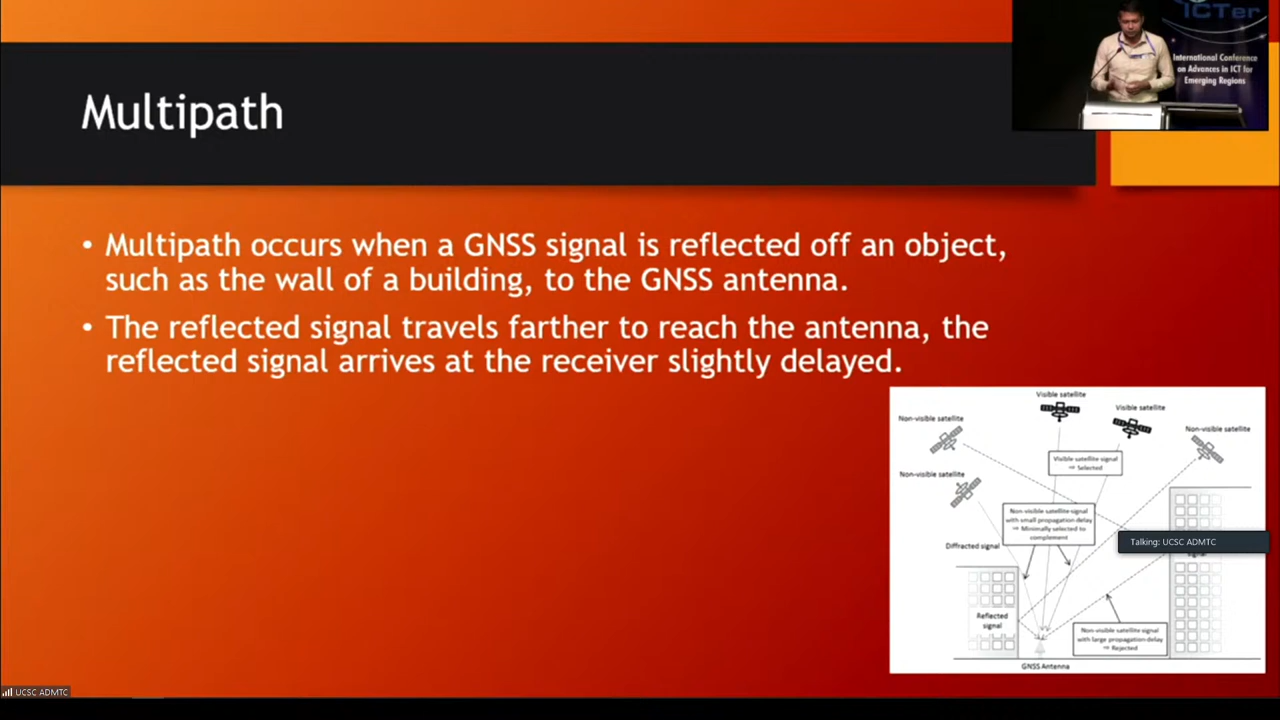 ICTer
International Conference
on Advances in ICT for
Emerging Regions
Multipath
• Multipath occurs when a GNSS signal is reflected off an object,
such as the wall of a building, to the GNSS antenna.
• The reflected signal travels farther to reach the antenna, the
reflected signal arrives at the receiver slightly delayed.
Visible satellite
Visible satellite
Non-visible satellite
Non-visible satellite
Visible satellite signal
⇒ Selected
Non-visible satellite
Non-visible satellite signal
with small propagation delay
⇒ Minimally selected to
complement
Talking: UCSC ADMTC
Diffracted signal
signal
Reflected
signal
Non-visible satellite signal
with large propagation delay
⇒ Rejected
GNSS Antenna
UCSC ADMTC